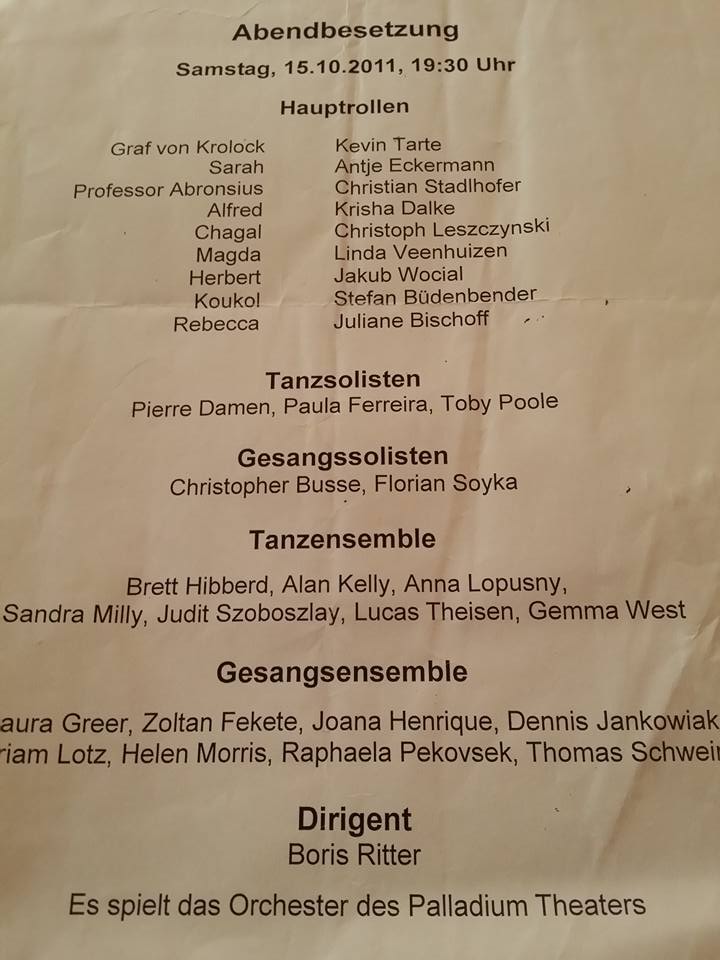 Abendbesetzung
Samstag, 15.10.2011, 19:30 Uhr
Hauptrollen
Graf von Krolock Kevin Tarte
Sarah Antje Eckermann
Professor Abronsius Christian Stadlhofer
Alfred Krisha Dalke
Chagal Christoph Leszczynski
Magda Linda Veenhuizen
Herbert Jakub Wocial
Koukol Stefan Büdenbender
Rebecca Juliane Bischoff
Tanzsolisten
Pierre Damen, Paula Ferreira, Toby Poole
Gesangssolisten
Christopher Busse, Florian Soyka
Tanzensemble
Brett Hibberd, Alan Kelly, Anna Lopusny,
Sandra Milly, Judit Szoboszlay, Lucas Theisen, Gemma West
Gesangsensemble
aura Greer, Zoltan Fekete, Joana Henrique, Dennis Jankowiak
riam Lotz, Helen Morris, Raphaela Pekovsek, Thomas Schwein
Dirigent
Boris Ritter
Es spielt das Orchester des Palladium Theaters